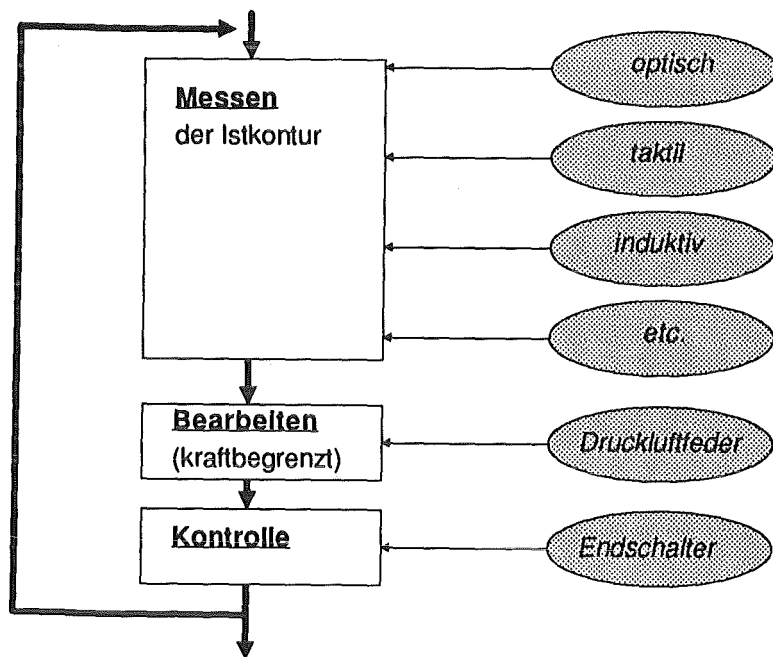 Messen
der Istkontur
optisch
taktil
induktiv
etc.
Bearbeiten
(kraftbegrenzt)
Druckluftfeder
Kontrolle
Endschalter